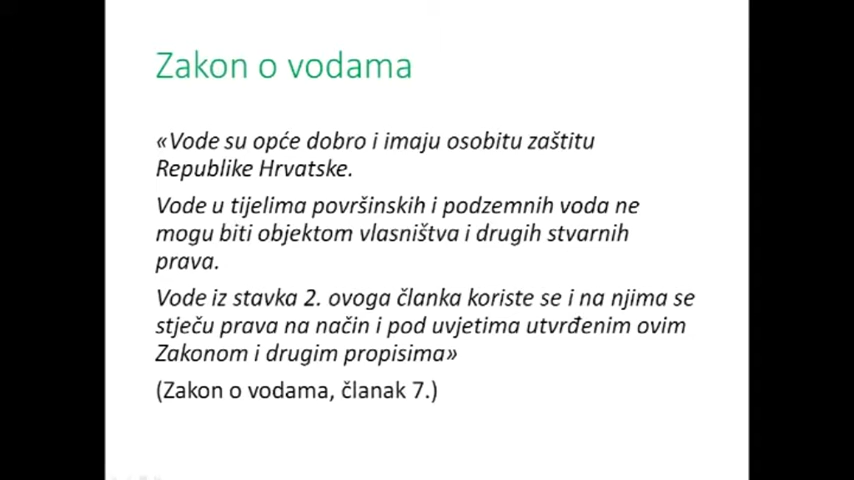 Zakon o vodama
«Vode su opće dobro i imaju osobitu zaštitu
Republike Hrvatske.
Vode u tijelima površinskih i podzemnih voda ne
mogu biti objektom vlasništva i drugih stvarnih
prava.
Vode iz stavka 2. ovoga članka koriste se i na njima se
stječu prava na način i pod uvjetima utvrđenim ovim
Zakonom i drugim propisima»
(Zakon o vodama, članak 7.)